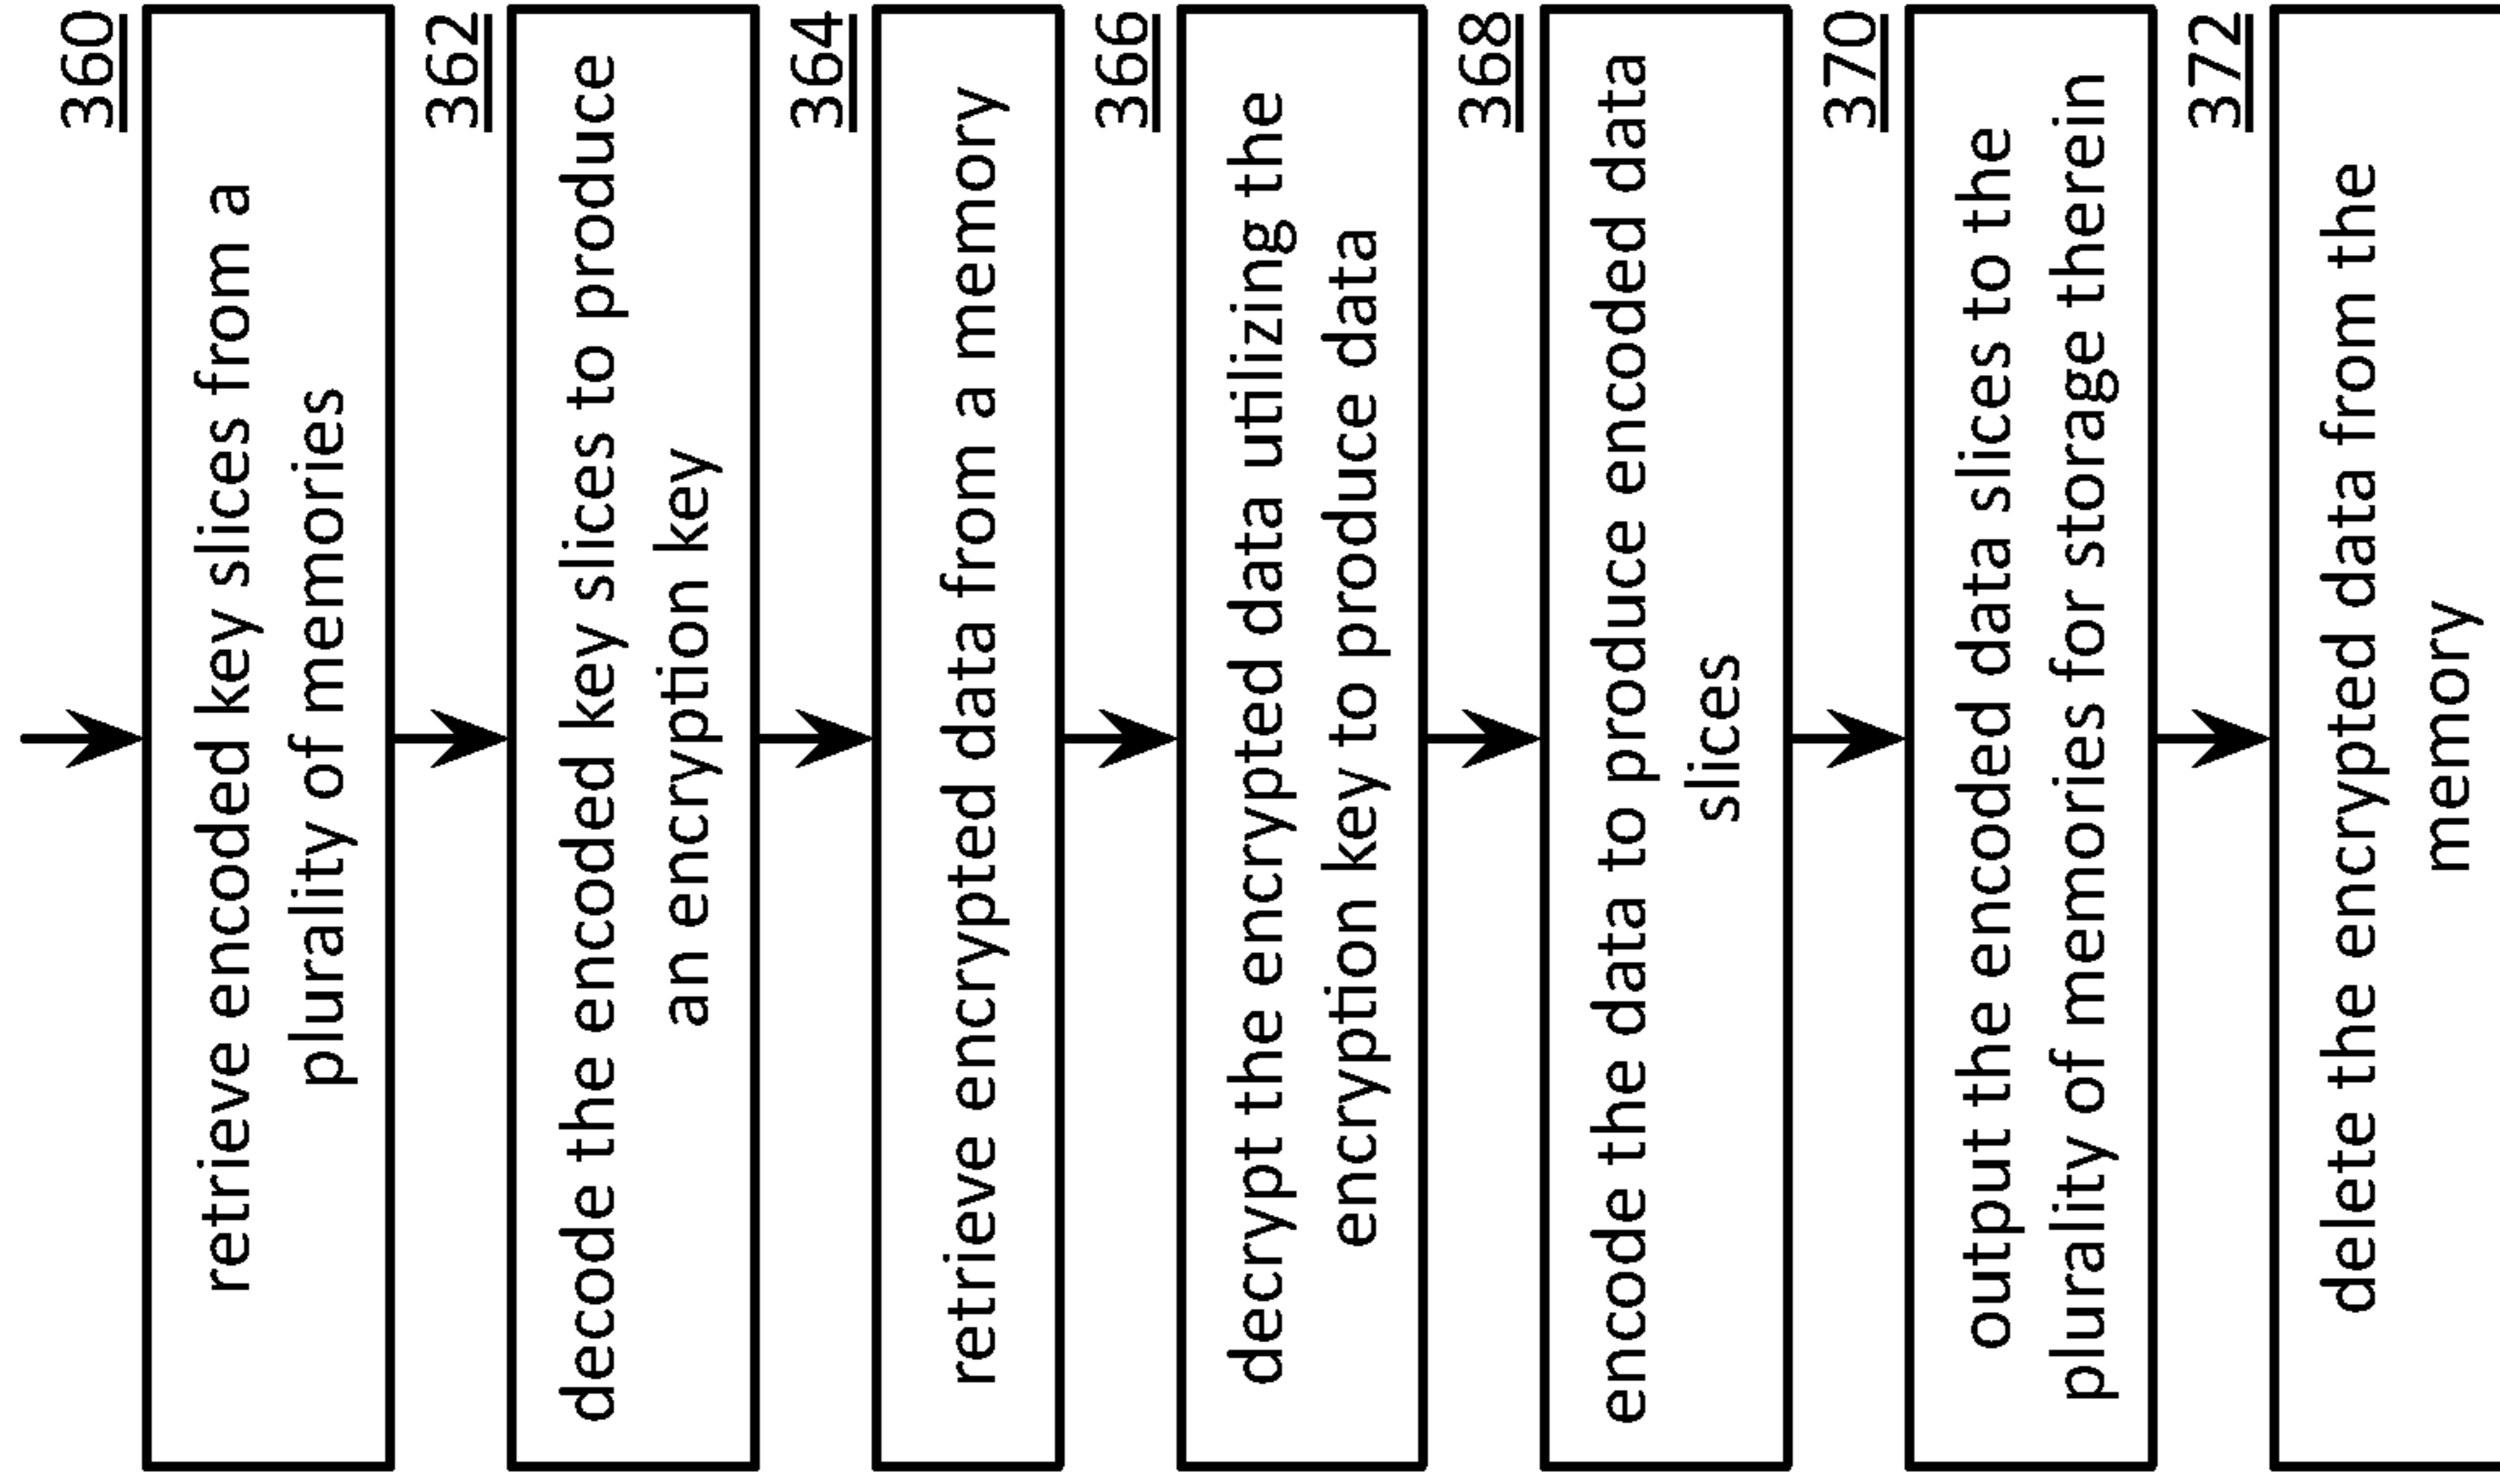 360
retrieve encoded key slices from a
plurality of memories
362
decode the encoded key slices to produce
an encryption key
364
retrieve encrypted data from a memory
366
decrypt the encrypted data utilizing the
encryption key to produce data
368
encode the data to produce encoded data
slices
370
output the encoded data slices to the
plurality of memories for storage therein
372
delete the encrypted data from the
memory